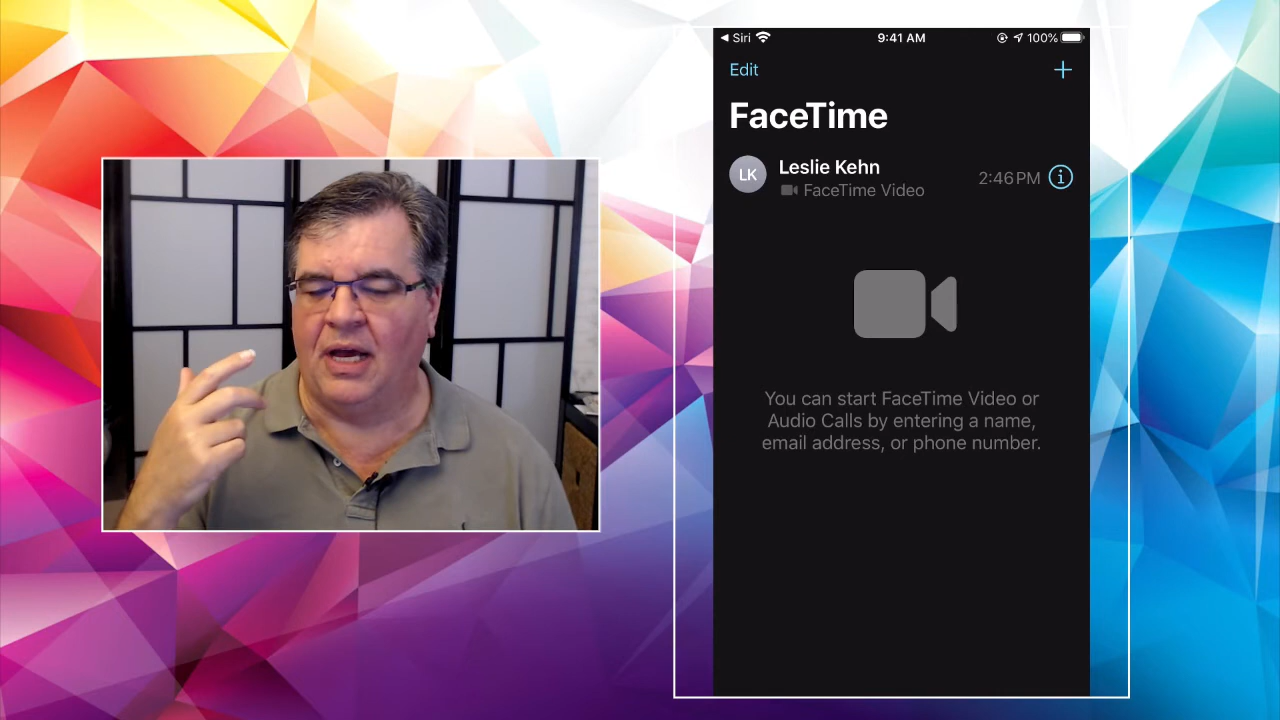 ◀ Siri 9:41 AM 100%
Edit +
FaceTime
LK Leslie Kehn 2:46 PM i
FaceTime Video
You can start FaceTime Video or
Audio Calls by entering a name,
email address, or phone number.